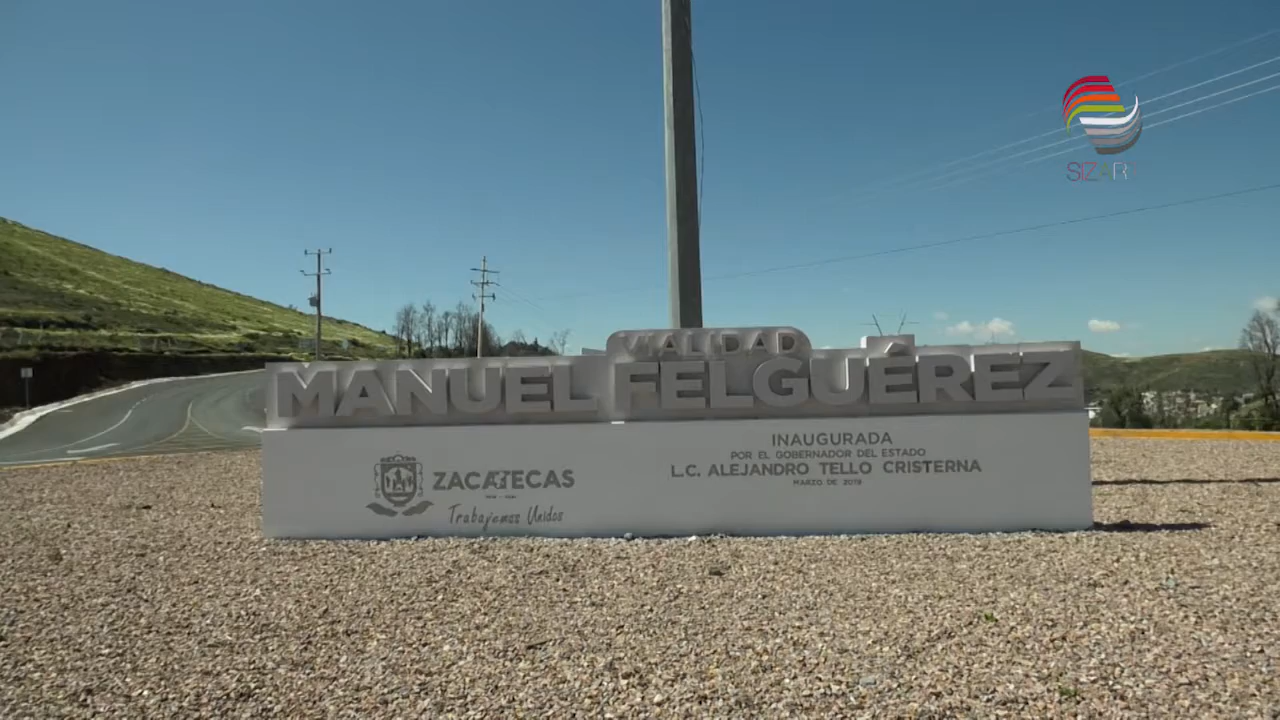 SIZART
VIALIDAD
MANUEL FELGUÉREZ
INAUGURADA
POR EL GOBERNADOR DEL ESTADO
L.C. ALEJANDRO TELLO CRISTERNA
MARZO DE 2019
ZACATECAS
Trabajemos Unidos